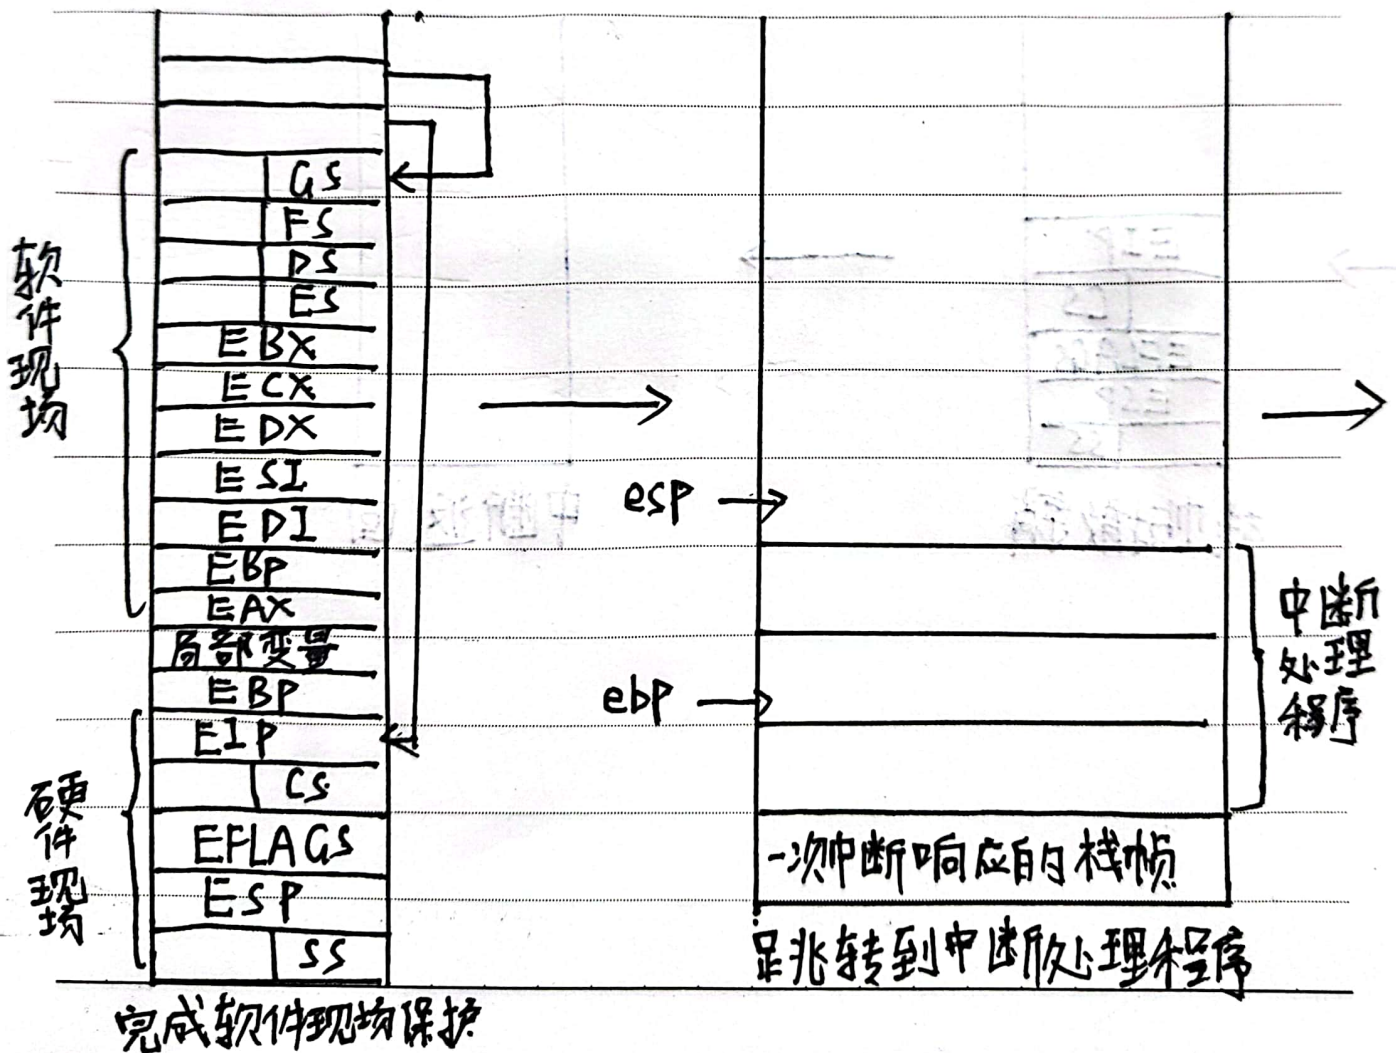 GS
FS
DS
ES
EBX
ECX
EDX
ESI
EDI
EBP
EAX
局部变量
EBP
EIP
CS
EFLAGS
ESP
SS
软件现场
硬件现场
完成软件现场保护
esp
ebp
中断
处理
程序
一次中断响应的栈帧
跳转到中断处理程序